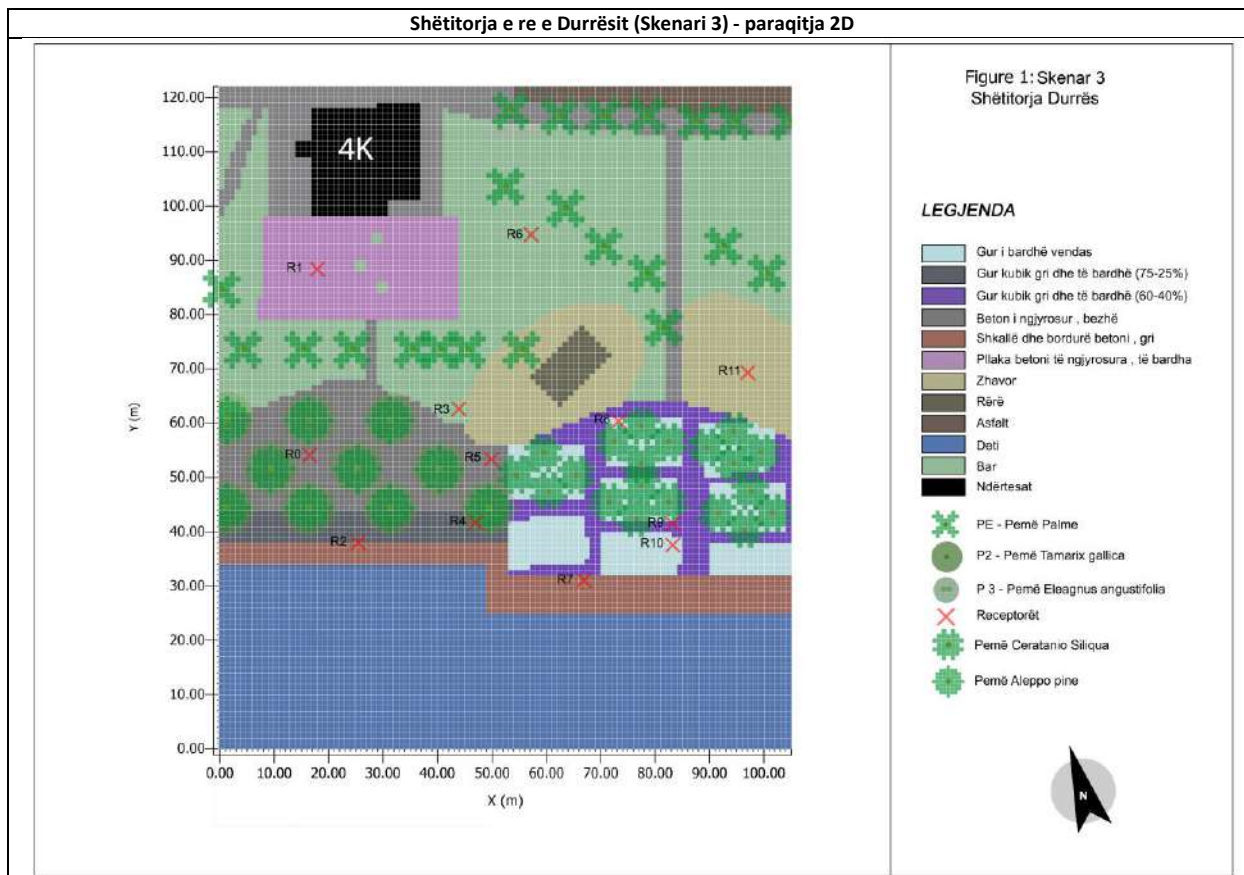 Shëtitorja e re e Durrësit (Skenari 3) - paraqitja 2D
Figure 1: Skenar 3
Shëtitorja Durrës
120.00
110.00
100.00
90.00
80.00
70.00
60.00
50.00
40.00
30.00
20.00
10.00
0.00
Y (m)
4K
R6
R1
R11
R3
R8
R0
R5
R4
R9
R2
R10
R7
0.00 10.00 20.00 30.00 40.00 50.00 60.00 70.00 80.00 90.00 100.00
X (m)
LEGJENDA
Gur i bardhë vendas
Gur kubik gri dhe të bardhë (75-25%)
Gur kubik gri dhe të bardhë (60-40%)
Beton i ngjyrosur , bezhë
Shkallë dhe bordurë betoni , gri
Pllaka betoni të ngjyrosura , të bardha
Zhavor
Rërë
Asfalt
Deti
Bar
Ndërtesat
PE - Pemë Palme
P2 - Pemë Tamarix gallica
P 3 - Pemë Eleagnus angustifolia
Receptorët
Pemë Ceratanio Siliqua
Pemë Aleppo pine
N